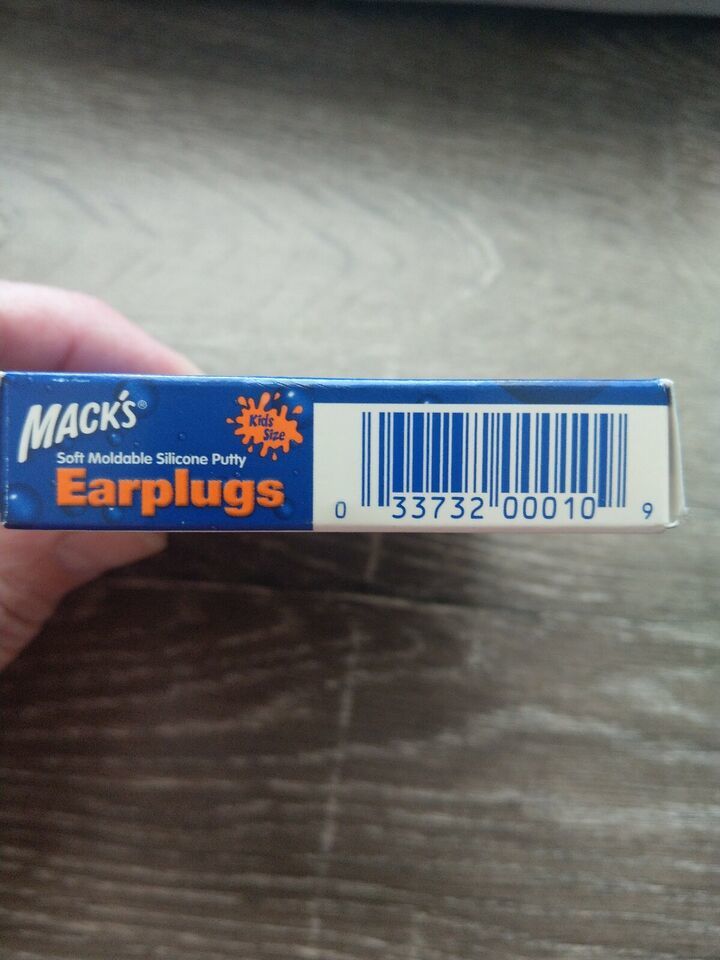 MACK'S®
Kids
Size
Soft Moldable Silicone Putty
Earplugs
0 33732 00010 9